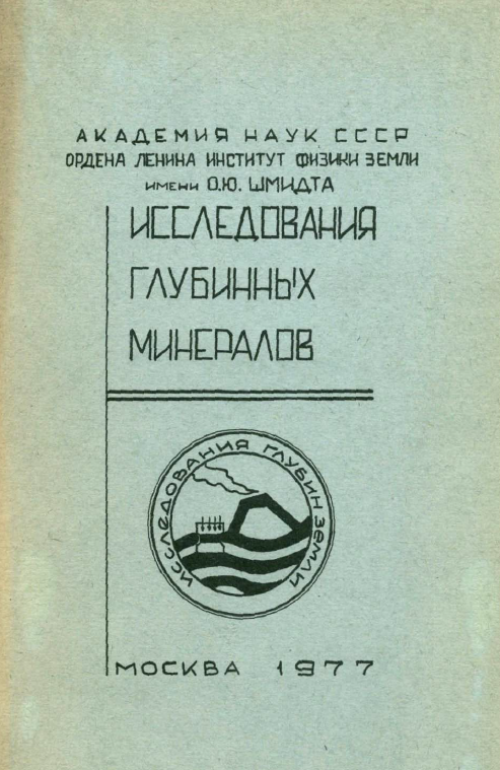 АКАДЕМИЯ НАУК СССР
ОРДЕНА ЛЕНИНА ИНСТИТУТ ФИЗИКИ ЗЕМЛИ
ИМЕНИ О.Ю. ШМИДТА
ИССЛЕДОВАНИЯ
ГЛУБИННЫХ
МИНЕРАЛОВ
ИССЛЕДОВАНИЯ ГЛУБИН ЗЕМЛИ
МОСКВА 1977